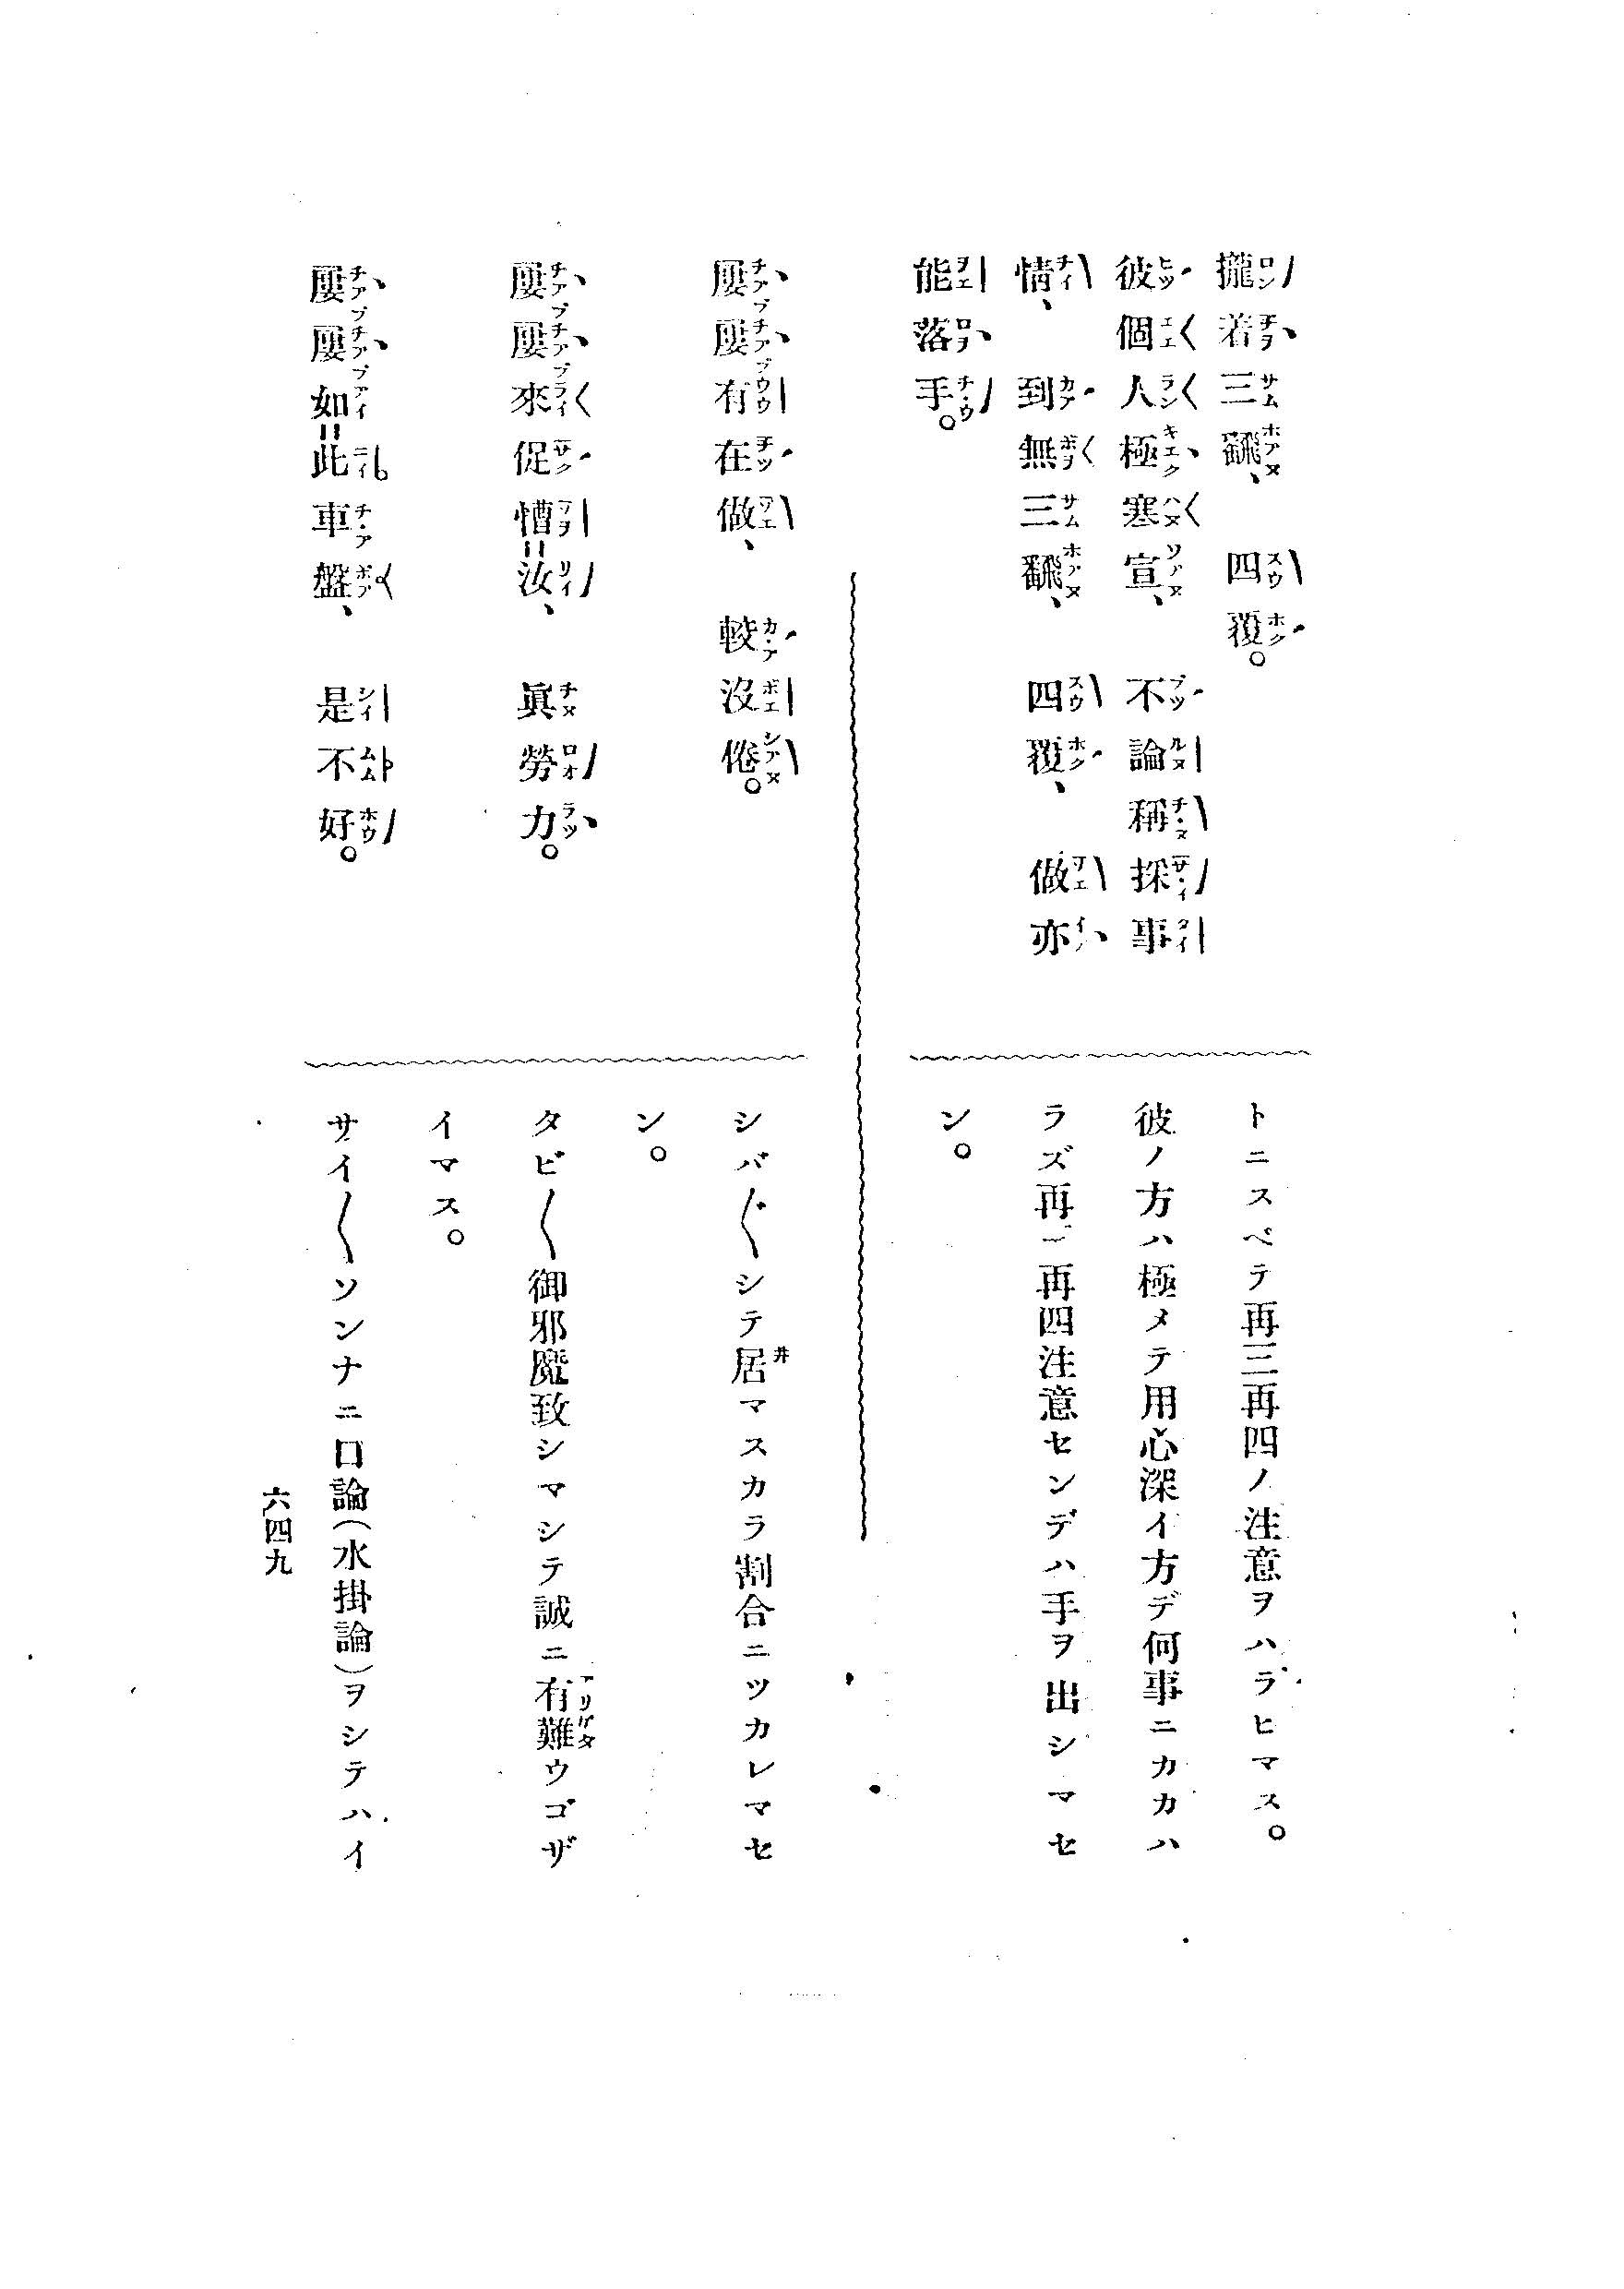 攏着三飜、四覆。
彼個人極寒宣、不論稱採事
情、到無三飜、四覆、做亦
能落手。
トニスベテ再三再四ノ注意ヲハラヒマス。
彼ノ方ハ極メテ用心深イ方デ何事ニカカハ
ラズ再三再四注意センデハ手ヲ出シマセ
ン。
屢屢有在做、較沒倦。
屢屢來促慒汝、眞勞力。
屢屢如此車盤、是不好。
シバ〴〵シテ居マスカラ割合ニツカレマセ
ン。
タビ〳〵御邪魔致シマシテ誠ニ有難ウゴザ
イマス。
サイ〳〵ソンナニ口論(水掛論)ヲシテハイ
六四九